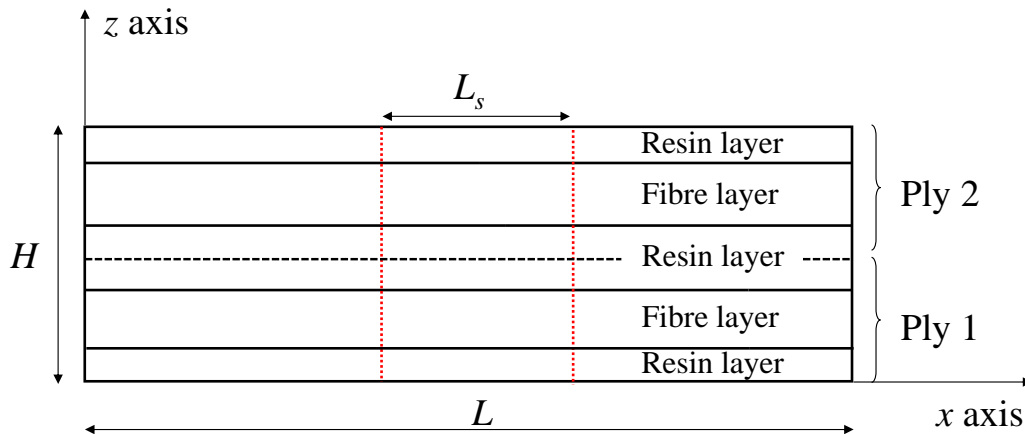 z axis
L_s
Resin layer
Fibre layer
Ply 2
H
Resin layer
Fibre layer
Ply 1
Resin layer
L
x axis